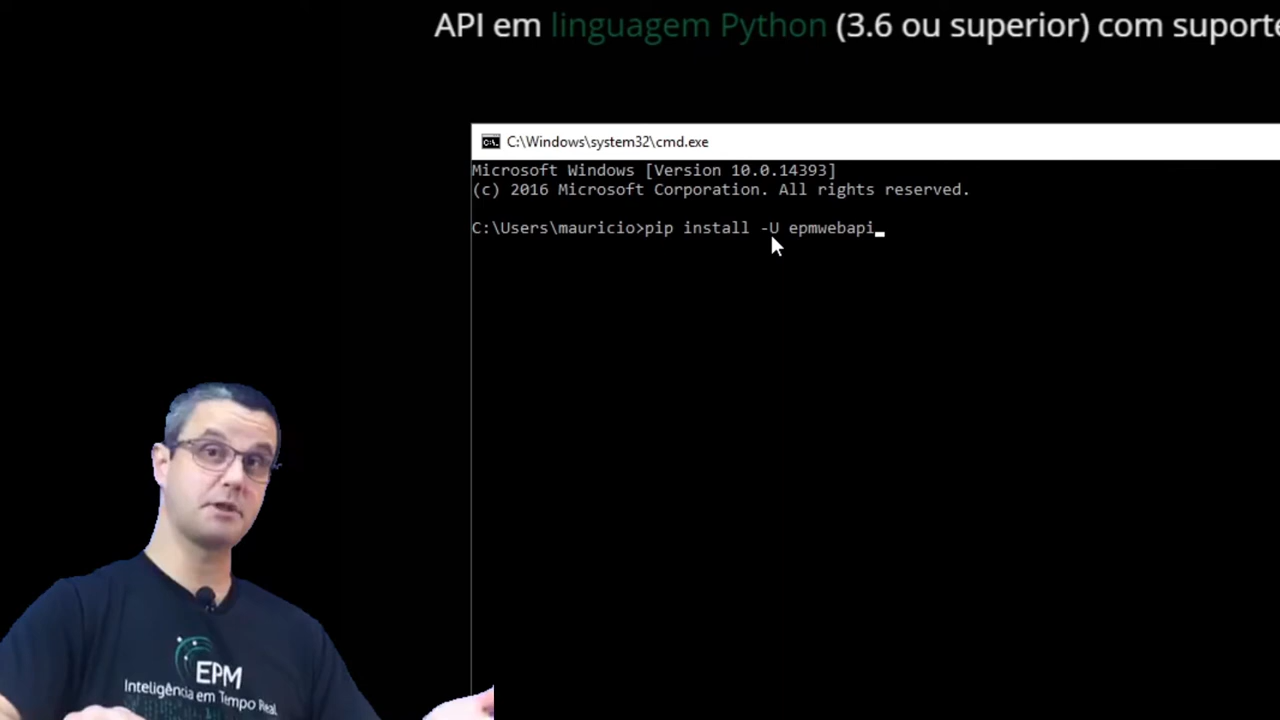 API em linguagem Python (3.6 ou superior) com suporte
C:\Windows\system32\cmd.exe
Microsoft Windows [Version 10.0.14393]
(c) 2016 Microsoft Corporation. All rights reserved.
C:\Users\mauricio>pip install -U epmwebapi
EPM
Inteligência em Tempo Real